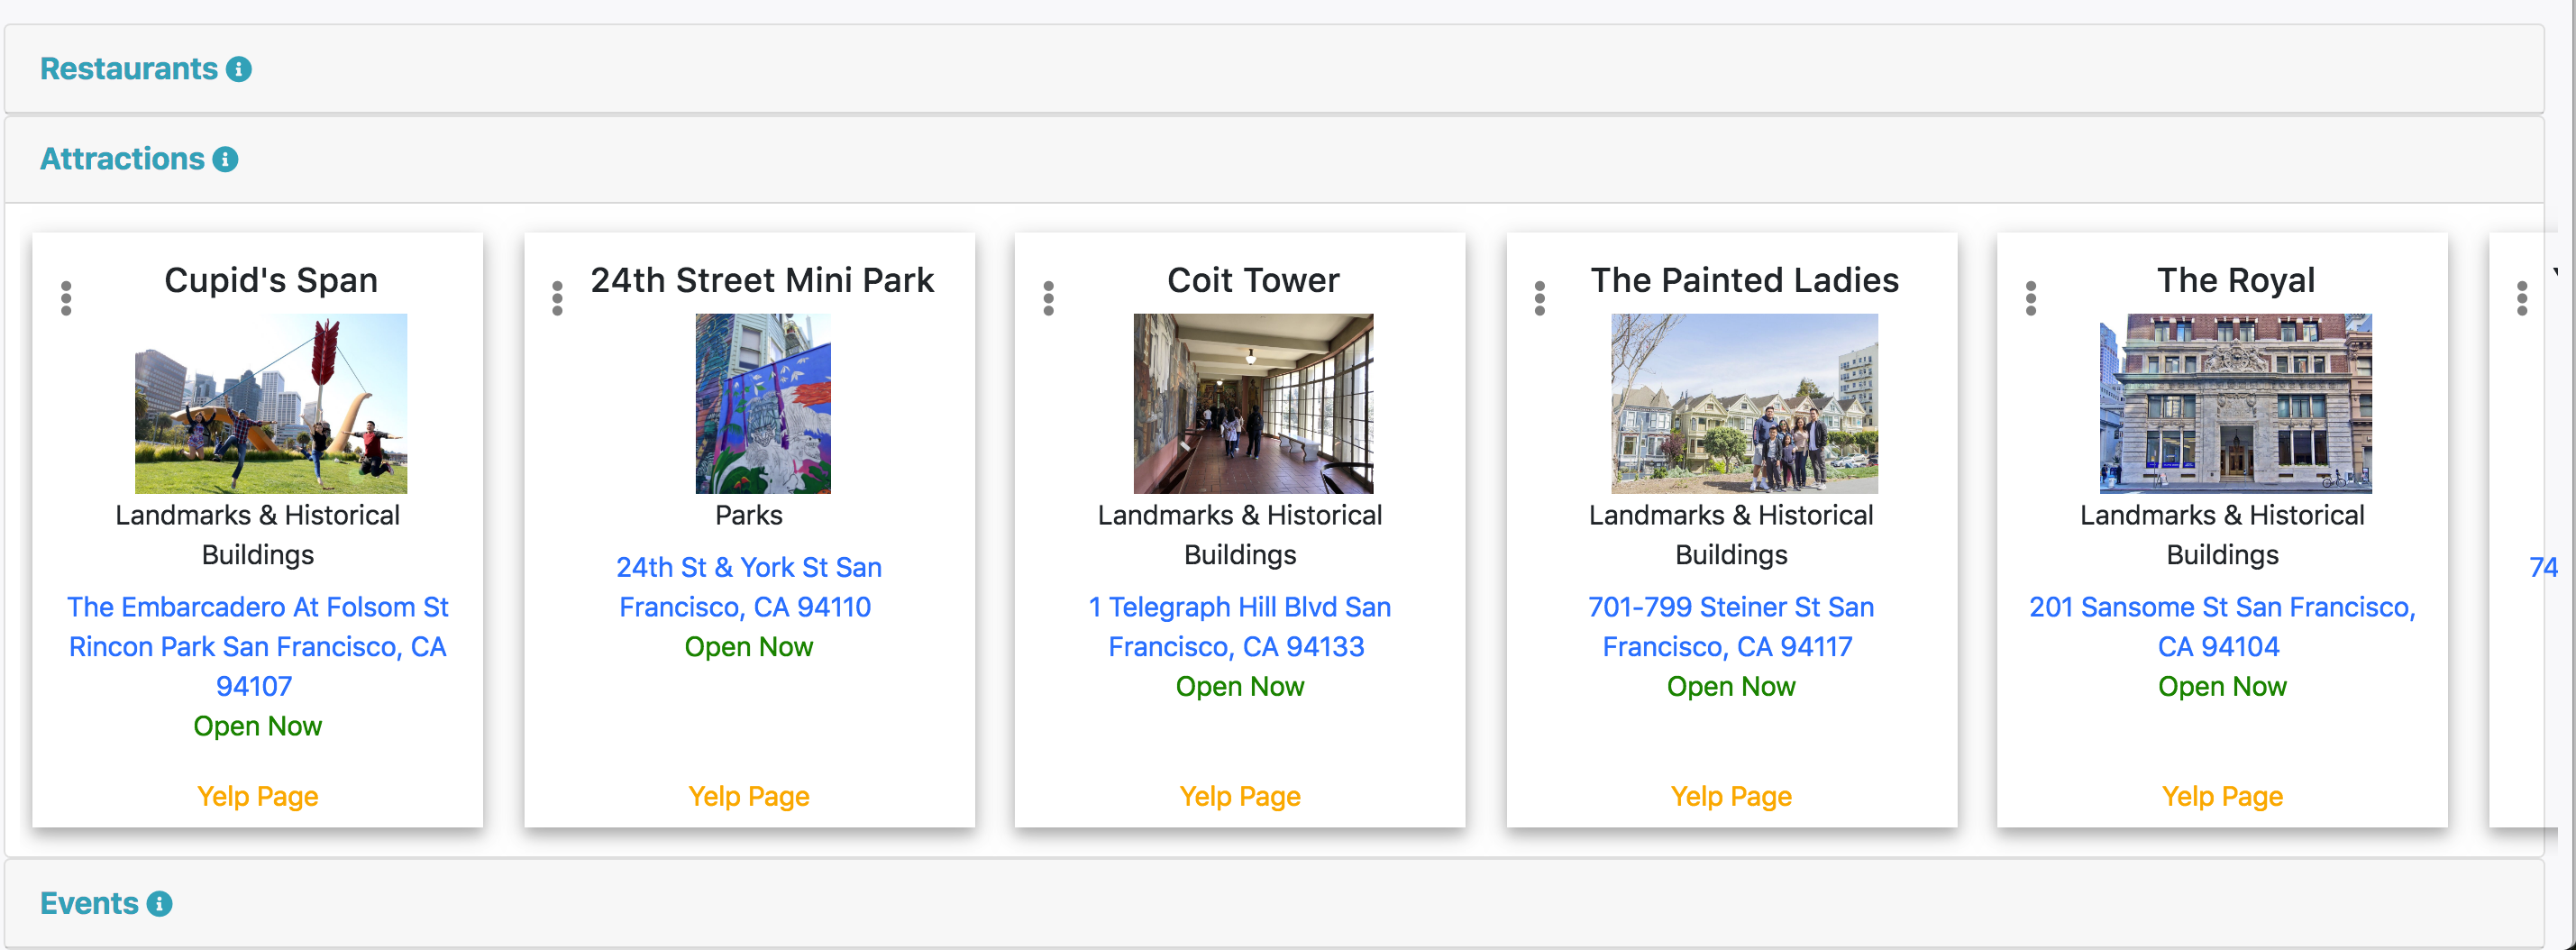 Restaurants
Attractions
Cupid's Span
Landmarks & Historical
Buildings
The Embarcadero At Folsom St
Rincon Park San Francisco, CA
94107
Open Now
Yelp Page
24th Street Mini Park
Parks
24th St & York St San
Francisco, CA 94110
Open Now
Yelp Page
Coit Tower
Landmarks & Historical
Buildings
1 Telegraph Hill Blvd San
Francisco, CA 94133
Open Now
Yelp Page
The Painted Ladies
Landmarks & Historical
Buildings
701-799 Steiner St San
Francisco, CA 94117
Open Now
Yelp Page
The Royal
Landmarks & Historical
Buildings
201 Sansome St San Francisco,
CA 94104
Open Now
Yelp Page
74
Events